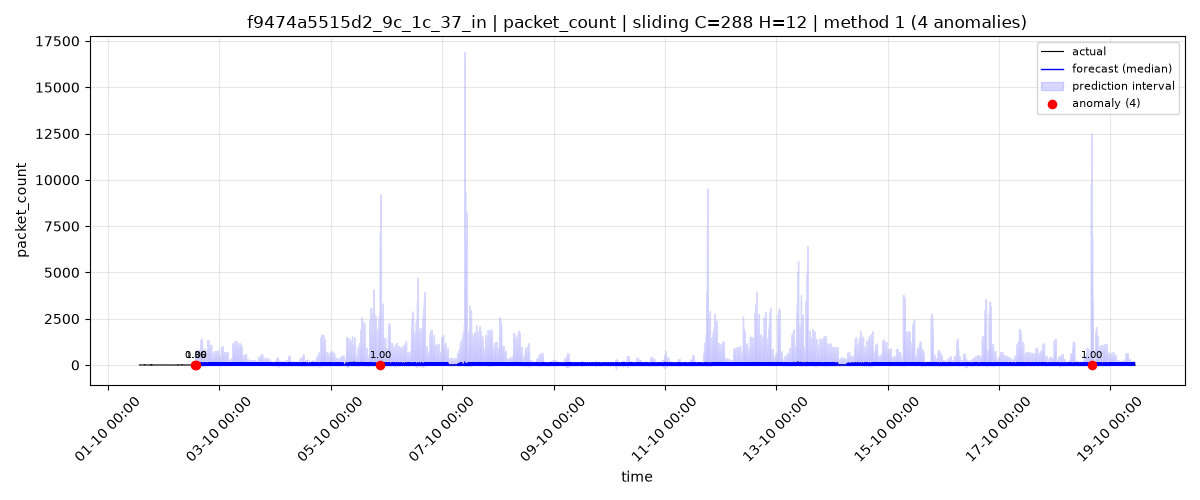 f9474a5515d2_9c_1c_37_in | packet_count | sliding C=288 H=12 | method 1 (4 anomalies)
17500
15000
12500
10000
7500
5000
2500
0
packet_count
actual
forecast (median)
prediction interval
anomaly (4)
1.00
1.00
01-10 00:00
03-10 00:00
05-10 00:00
07-10 00:00
09-10 00:00
11-10 00:00
13-10 00:00
15-10 00:00
17-10 00:00
19-10 00:00
time